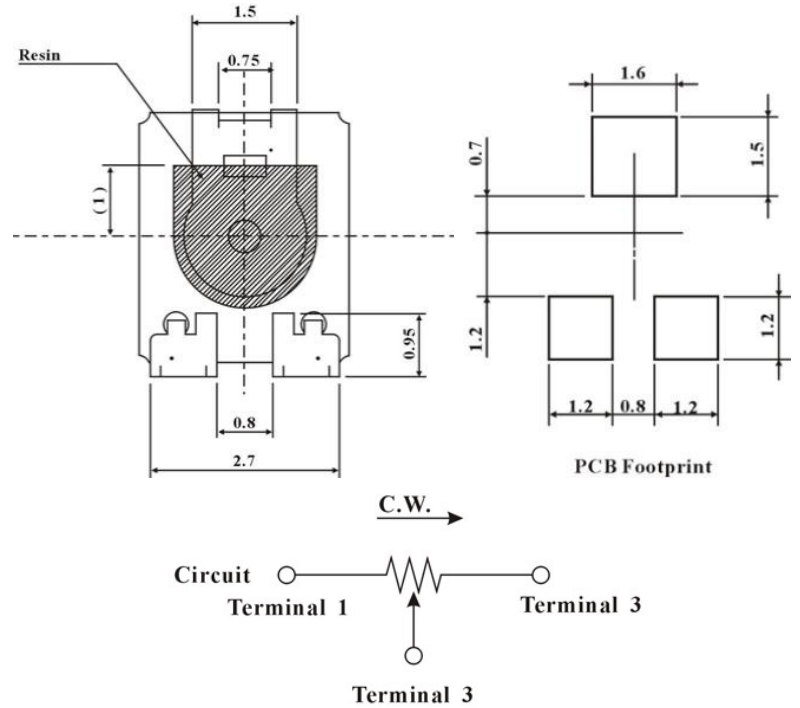 1.5
Resin
0.75
(1)
0.95
0.8
2.7
1.6
0.7
1.5
1.2
1.2
1.2 0.8 1.2
PCB Footprint
C.W.
Circuit
Terminal 1
Terminal 3
Terminal 3